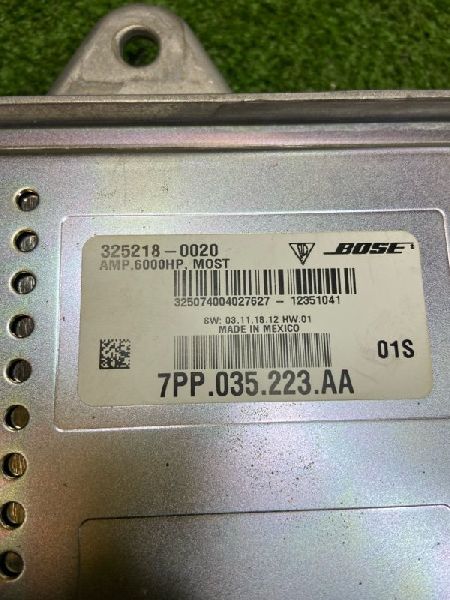 325218-0020
AMP,6000HP, MOST
BOSE
325074004027627 - 12351041
SW: 03.11.18.12 HW.01
MADE IN MEXICO
01S
7PP.035.223.AA